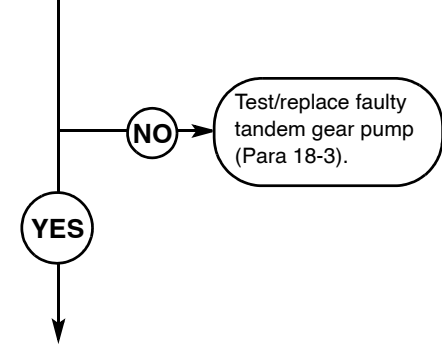 Test/replace faulty
NO
tandem gear pump
(Para 18-3).
YES